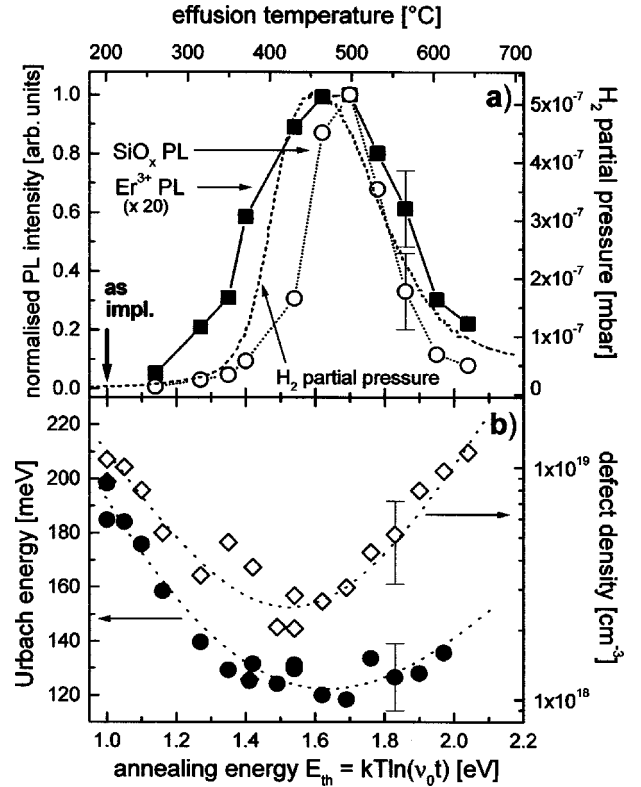 effusion temperature [°C]
200 300 400 500 600 700
normalised PL intensity [arb. units]
1.0
0.8
0.6
0.4
0.2
0.0
a)
SiOₓ PL
Er³⁺ PL
(x 20)
as
impl.
H₂ partial pressure
5x10⁻⁷
4x10⁻⁷
3x10⁻⁷
2x10⁻⁷
1x10⁻⁷
0
H₂ partial pressure [mbar]
Urbach energy [meV]
220
200
180
160
140
120
b)
1x10¹⁹
1x10¹⁸
defect density [cm⁻³]
1.0 1.2 1.4 1.6 1.8 2.0 2.2
annealing energy Eₜₕ = kTln(ν₀t) [eV]